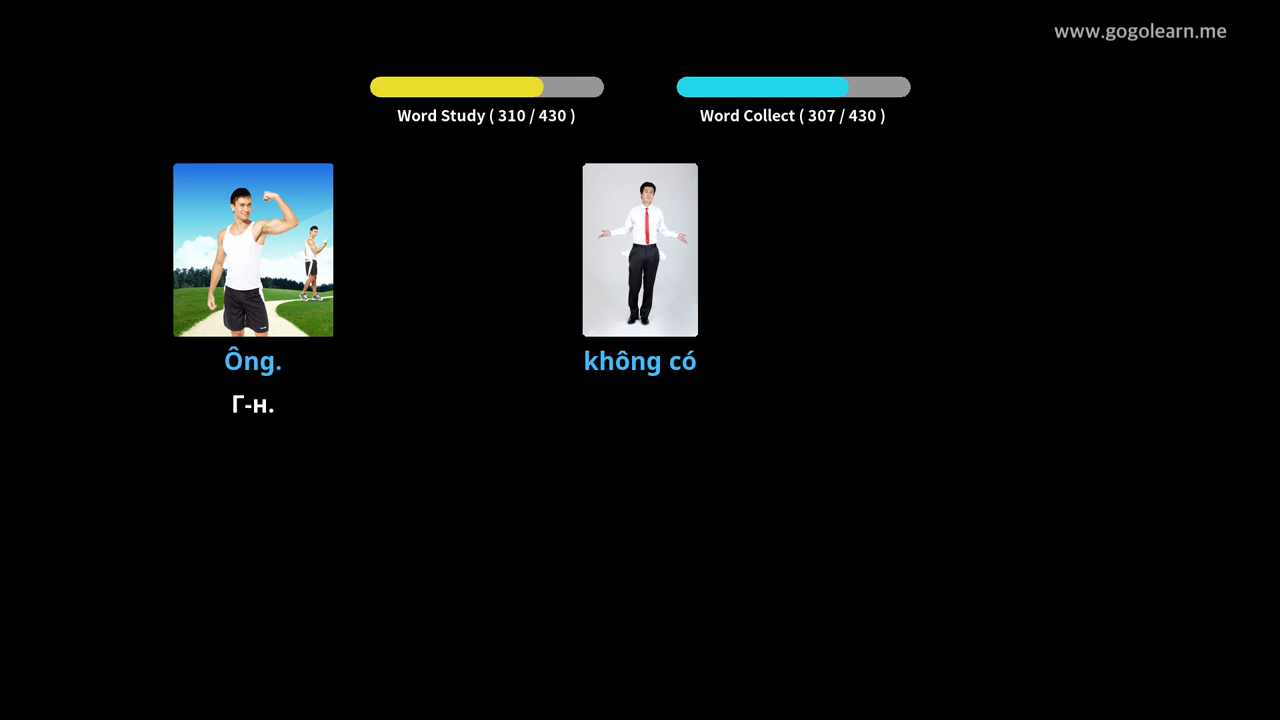 www.gogolearn.me
Word Study ( 310 / 430 )
Word Collect ( 307 / 430 )
Ông.
không có
Г-н.